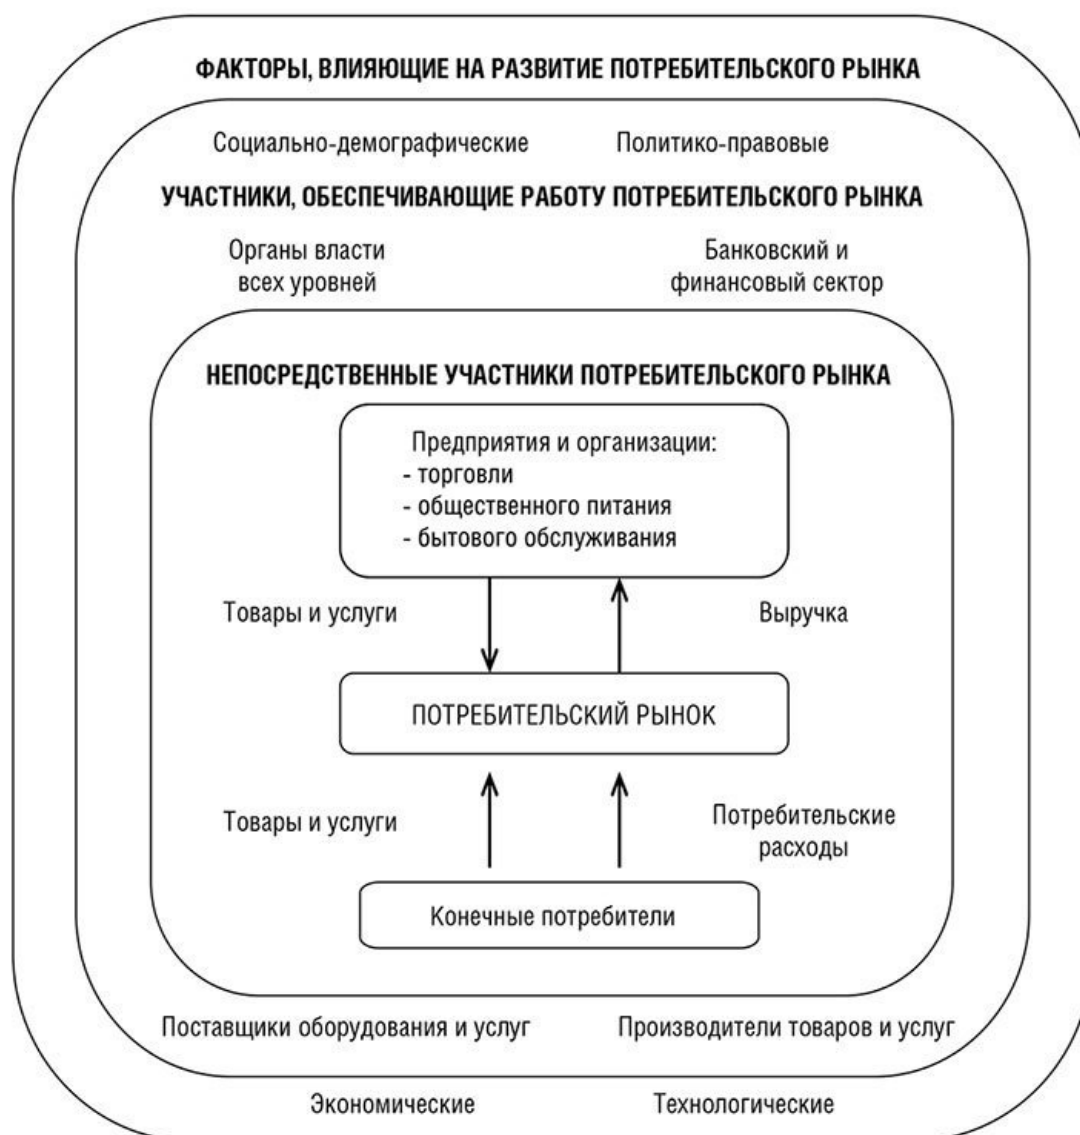 ФАКТОРЫ, ВЛИЯЮЩИЕ НА РАЗВИТИЕ ПОТРЕБИТЕЛЬСКОГО РЫНКА
Социально-демографические
Политико-правовые
УЧАСТНИКИ, ОБЕСПЕЧИВАЮЩИЕ РАБОТУ ПОТРЕБИТЕЛЬСКОГО РЫНКА
Органы власти
всех уровней
Банковский и
финансовый сектор
НЕПОСРЕДСТВЕННЫЕ УЧАСТНИКИ ПОТРЕБИТЕЛЬСКОГО РЫНКА
Предприятия и организации:
- торговли
- общественного питания
- бытового обслуживания
Товары и услуги
Выручка
ПОТРЕБИТЕЛЬСКИЙ РЫНОК
Товары и услуги
Потребительские
расходы
Конечные потребители
Поставщики оборудования и услуг
Производители товаров и услуг
Экономические
Технологические